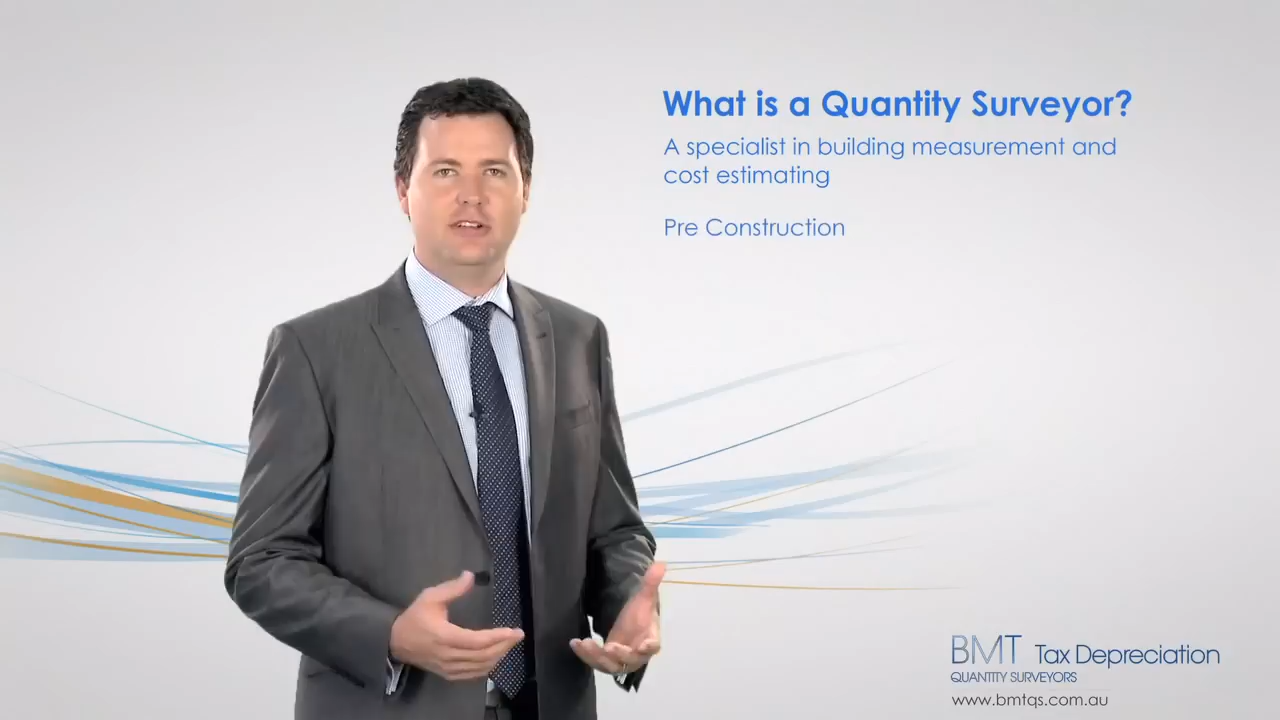 What is a Quantity Surveyor?
A specialist in building measurement and
cost estimating
Pre Construction
BMT Tax Depreciation
QUANTITY SURVEYORS
www.bmtqs.com.au